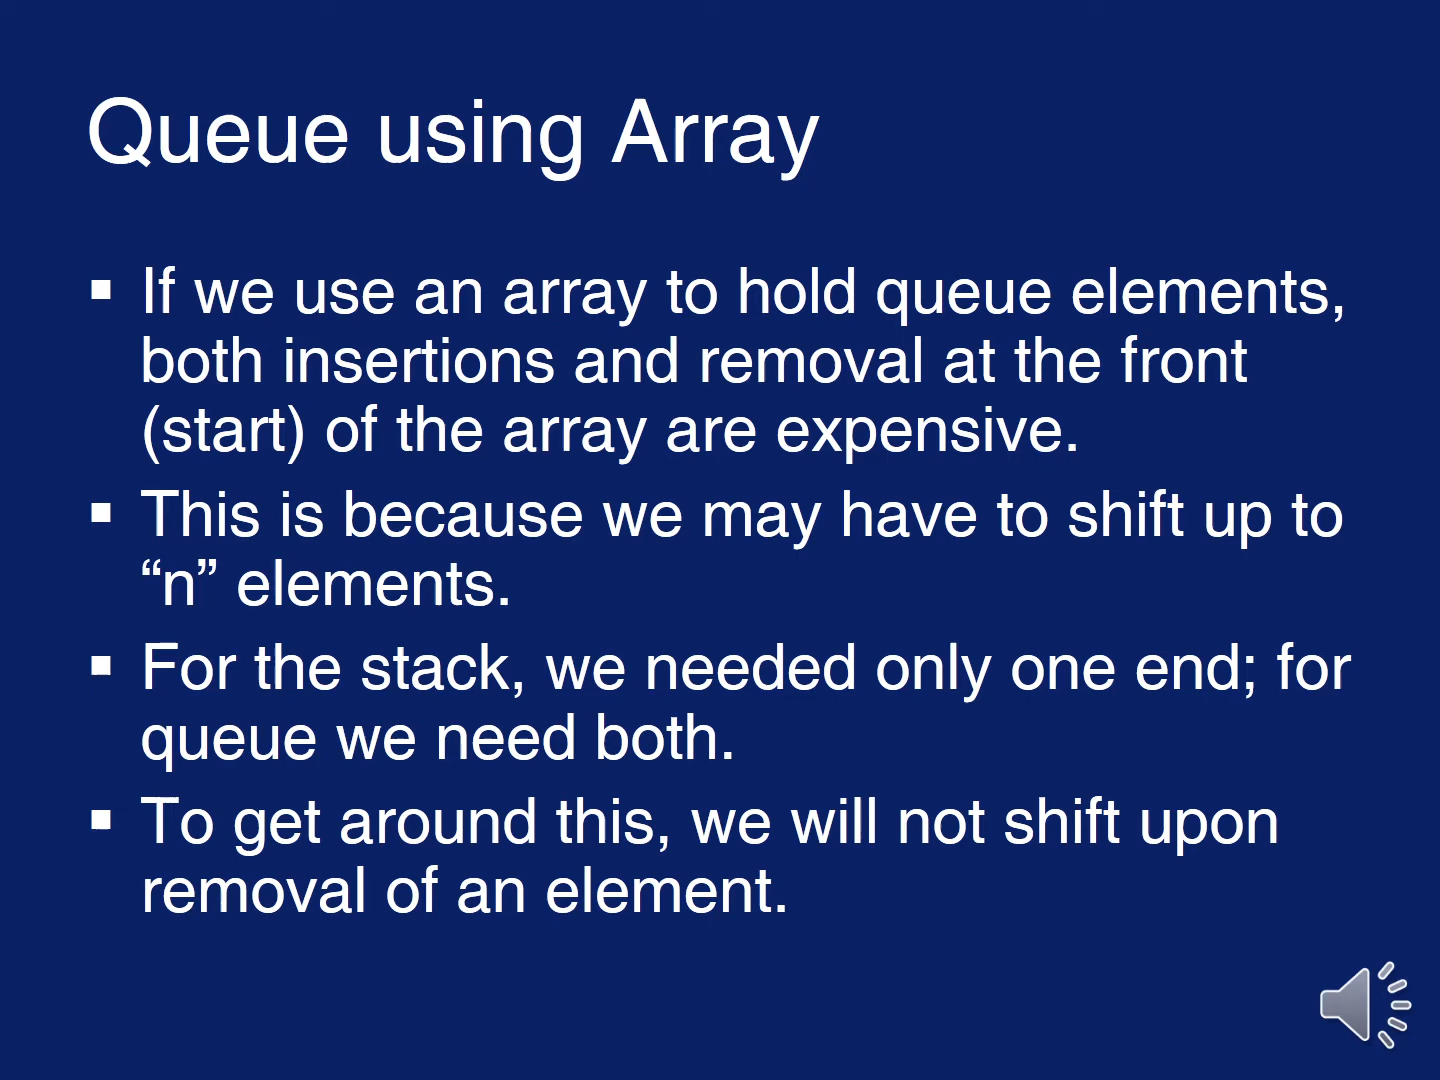 Queue using Array
▪ If we use an array to hold queue elements,
both insertions and removal at the front
(start) of the array are expensive.
▪ This is because we may have to shift up to
“n” elements.
▪ For the stack, we needed only one end; for
queue we need both.
▪ To get around this, we will not shift upon
removal of an element.